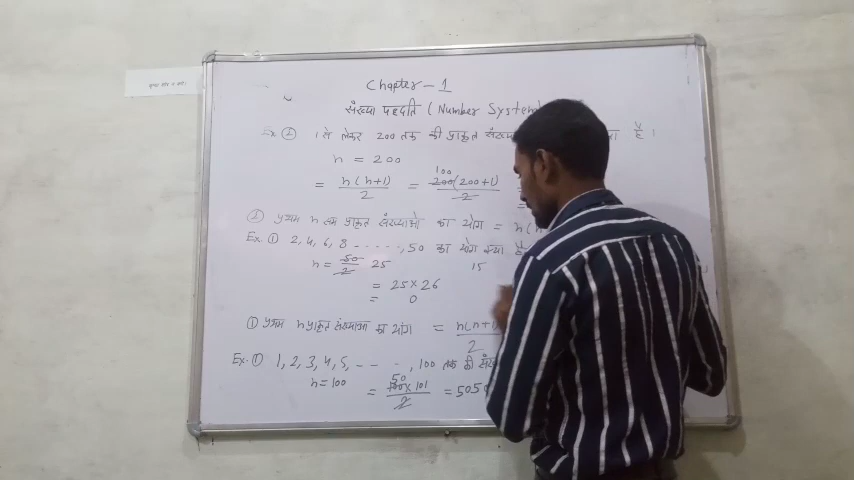 Chapter - 1
संख्या पद्दति (Number System)
Ex ② 1 से लेकर 200 तक की प्राकृत है।
n = 200
= n(n+1)/2 = 100 200(200+1)/2 =
② प्रथम n सम प्राकृत संख्याओ का योग = n(n
Ex. ① 2, 4, 6, 8 - - - - -, 50 का योग क्या है
n = 50/2 25 15
= 25 × 26
= 0
① प्रथम n प्राकृत संख्याओ का योग = n(n+1)/2
Ex. ① 1, 2, 3, 4, 5, - - - -, 100 तक की
n = 100 = 50 100 × 101/2 = 5050